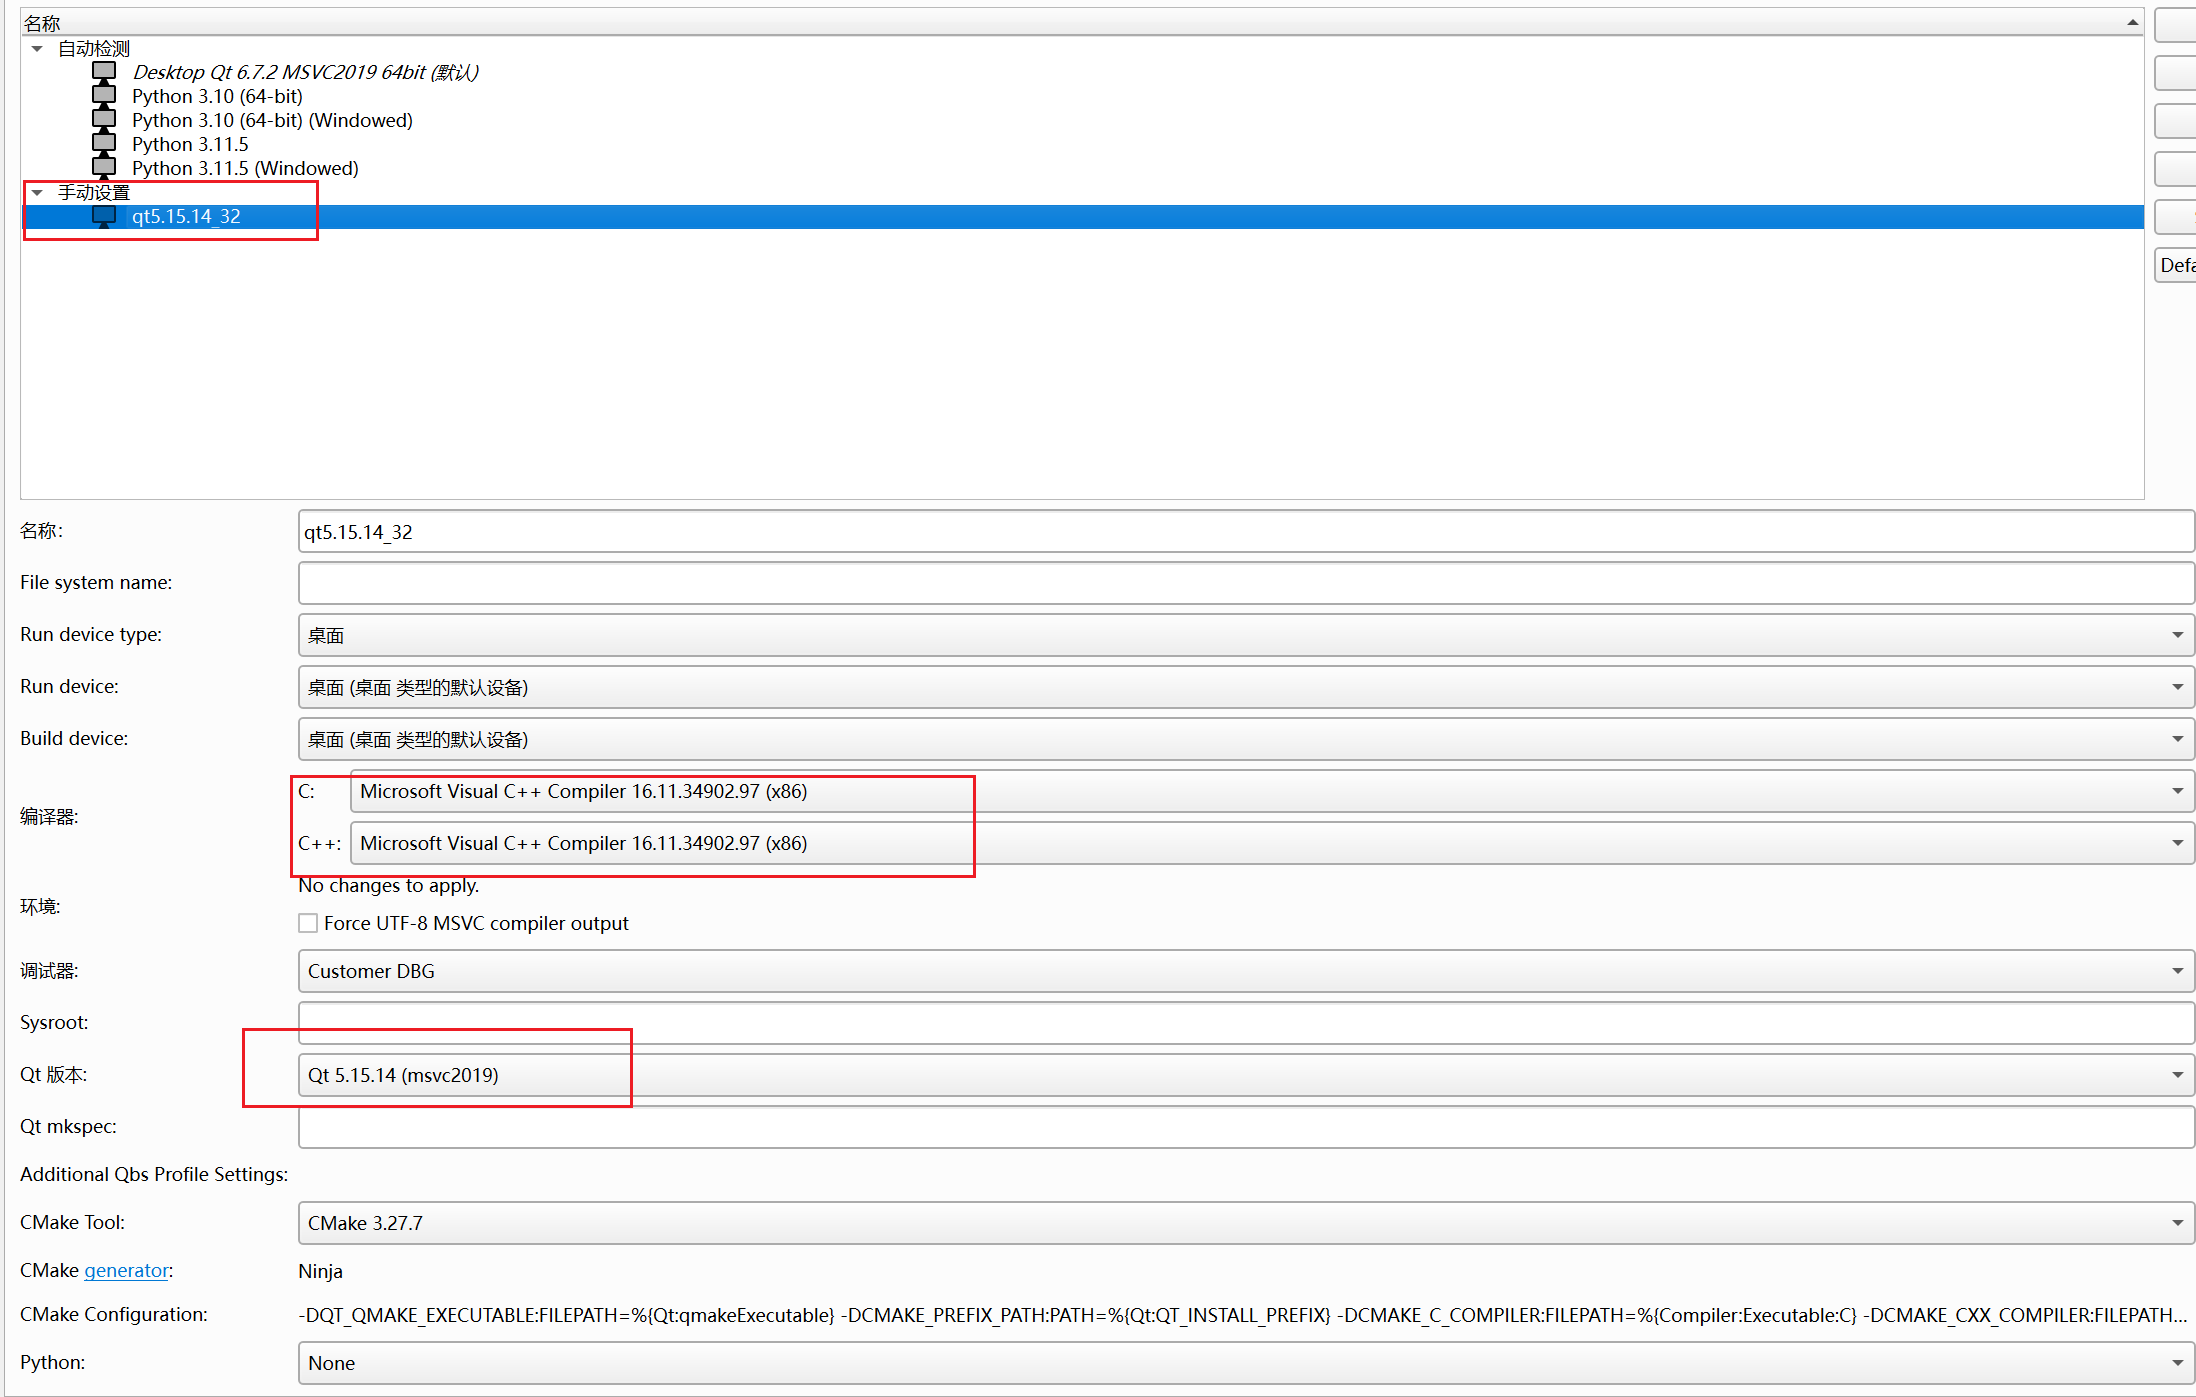 名称
自动检测
Desktop Qt 6.7.2 MSVC2019 64bit (默认)
Python 3.10 (64-bit)
Python 3.10 (64-bit) (Windowed)
Python 3.11.5
Python 3.11.5 (Windowed)
手动设置
qt5.15.14_32
Defa
名称: qt5.15.14_32
File system name:
Run device type: 桌面
Run device: 桌面 (桌面 类型的默认设备)
Build device: 桌面 (桌面 类型的默认设备)
编译器:
C: Microsoft Visual C++ Compiler 16.11.34902.97 (x86)
C++: Microsoft Visual C++ Compiler 16.11.34902.97 (x86)
环境:
No changes to apply.
Force UTF-8 MSVC compiler output
调试器: Customer DBG
Sysroot:
Qt 版本: Qt 5.15.14 (msvc2019)
Qt mkspec:
Additional Qbs Profile Settings:
CMake Tool: CMake 3.27.7
CMake generator: Ninja
CMake Configuration: -DQT_QMAKE_EXECUTABLE:FILEPATH=%{Qt:qmakeExecutable} -DCMAKE_PREFIX_PATH:PATH=%{Qt:QT_INSTALL_PREFIX} -DCMAKE_C_COMPILER:FILEPATH=%{Compiler:Executable:C} -DCMAKE_CXX_COMPILER:FILEPATH...
Python: None